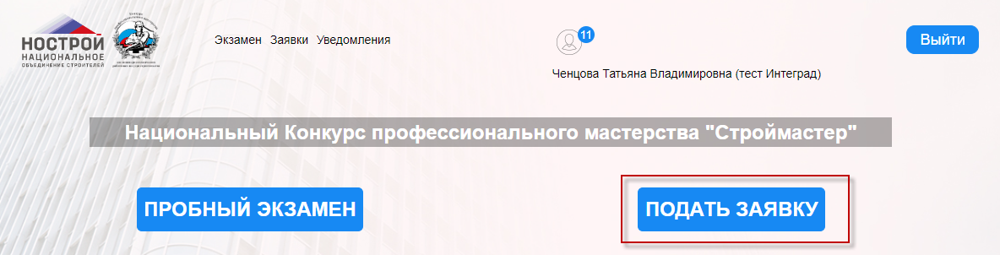 НОСТРОЙ
НАЦИОНАЛЬНОЕ
ОБЪЕДИНЕНИЕ СТРОИТЕЛЕЙ
Экзамен Заявки Уведомления
11
Ченцова Татьяна Владимировна (тест Интеград)
Выйти
Национальный Конкурс профессионального мастерства "Строймастер"
ПРОБНЫЙ ЭКЗАМЕН
ПОДАТЬ ЗАЯВКУ